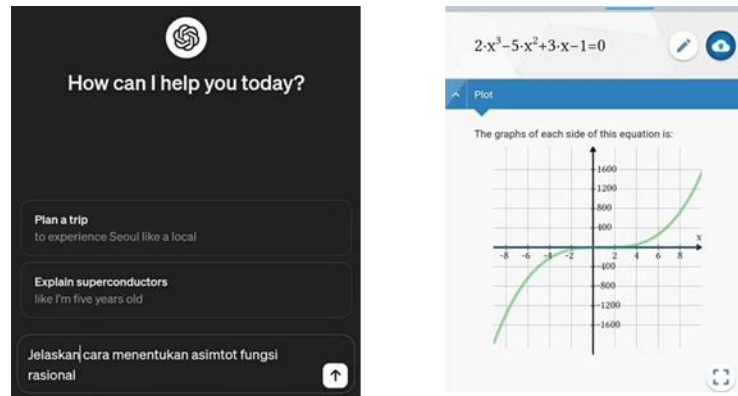 How can I help you today?
Plan a trip
to experience Seoul like a local
Explain superconductors
like I'm five years old
Jelaskan cara menentukan asimtot fungsi
rasional
2·x³−5·x²+3·x−1=0
Plot
The graphs of each side of this equation is:
1600
1200
800
400
x
-8 -6 -4 -2 2 4 6 8
-400
-800
-1200
-1600